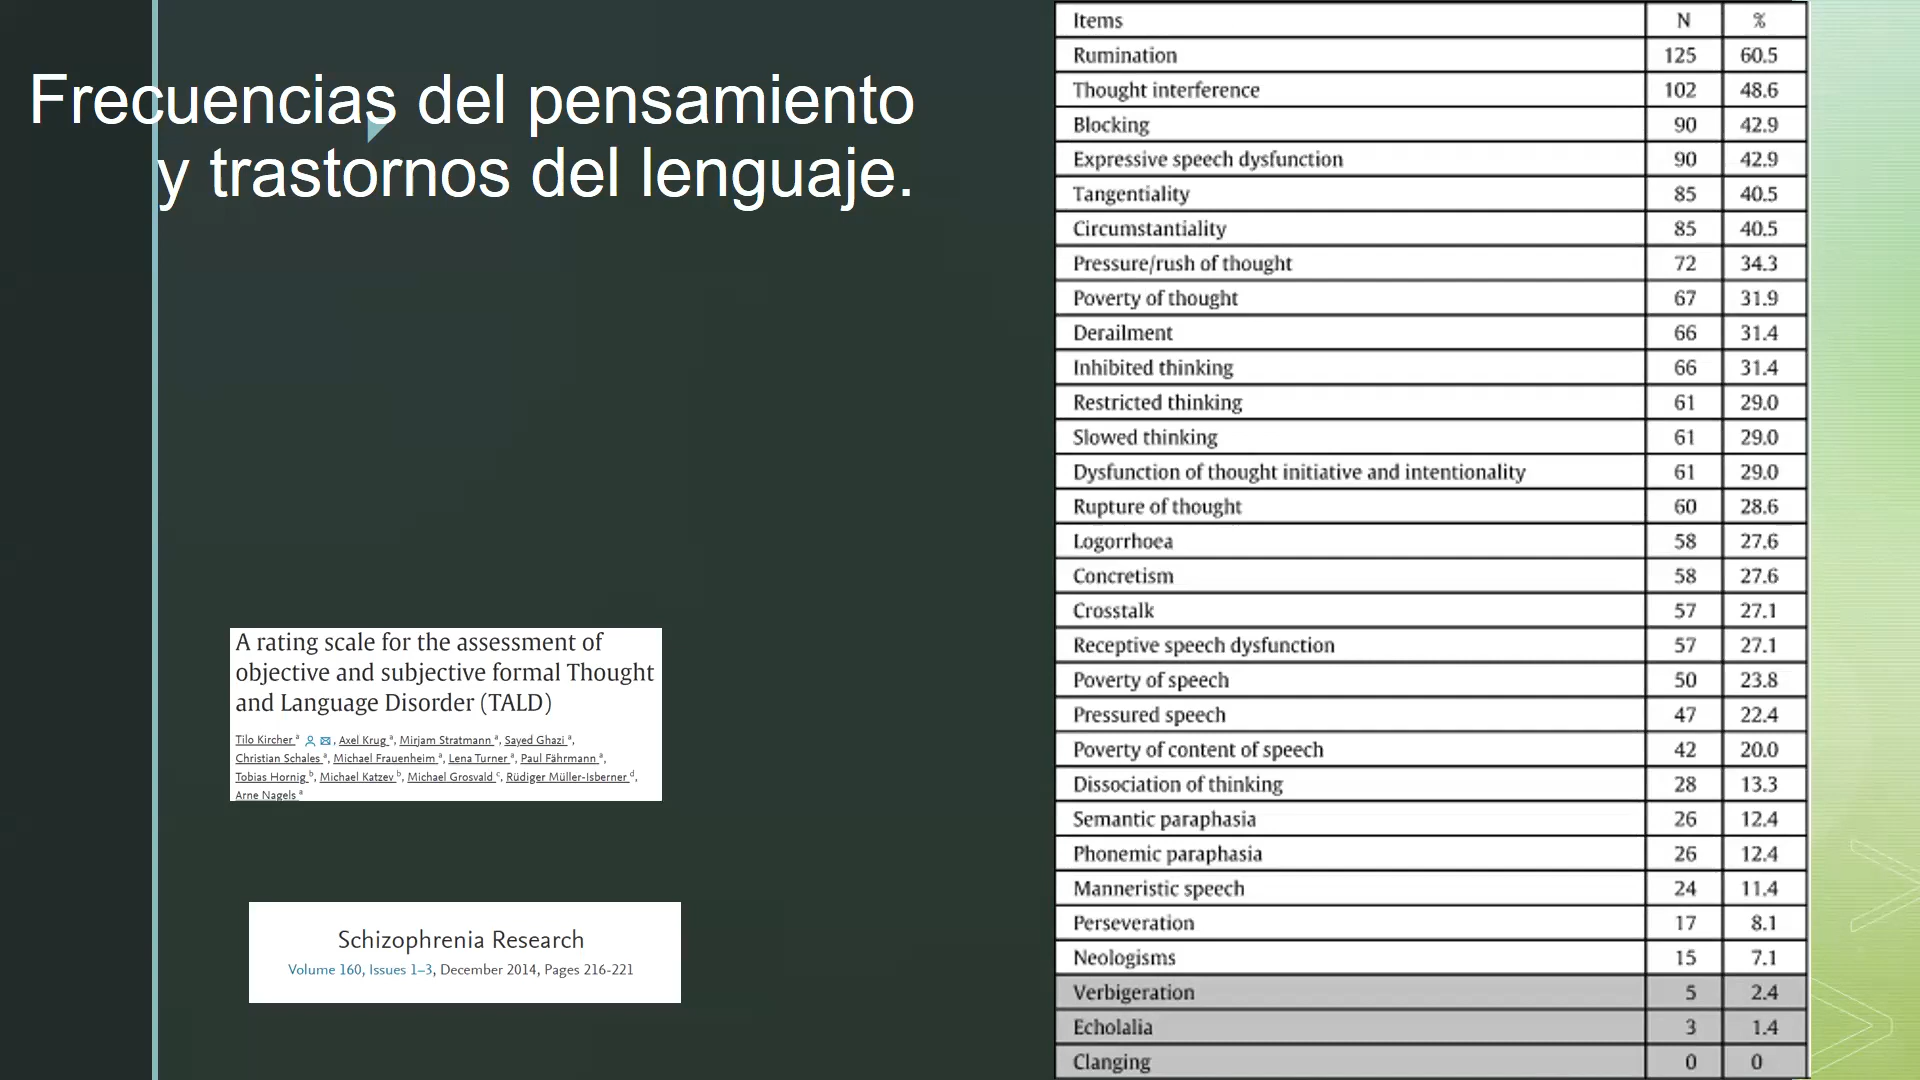 Frecuencias del pensamiento
y trastornos del lenguaje.
A rating scale for the assessment of
objective and subjective formal Thought
and Language Disorder (TALD)
Tilo Kircher a, Axel Krug a, Mirjam Stratmann a, Sayed Ghazi a,
Christian Schales a, Michael Frauenheim a, Lena Turner a, Paul Fährmann a,
Tobias Hornig b, Michael Katzev b, Michael Grosvald c, Rüdiger Müller-Isberner d,
Arne Nagels a
Schizophrenia Research
Volume 160, Issues 1–3, December 2014, Pages 216-221
Items N %
Rumination 125 60.5
Thought interference 102 48.6
Blocking 90 42.9
Expressive speech dysfunction 90 42.9
Tangentiality 85 40.5
Circumstantiality 85 40.5
Pressure/rush of thought 72 34.3
Poverty of thought 67 31.9
Derailment 66 31.4
Inhibited thinking 66 31.4
Restricted thinking 61 29.0
Slowed thinking 61 29.0
Dysfunction of thought initiative and intentionality 61 29.0
Rupture of thought 60 28.6
Logorrhoea 58 27.6
Concretism 58 27.6
Crosstalk 57 27.1
Receptive speech dysfunction 57 27.1
Poverty of speech 50 23.8
Pressured speech 47 22.4
Poverty of content of speech 42 20.0
Dissociation of thinking 28 13.3
Semantic paraphasia 26 12.4
Phonemic paraphasia 26 12.4
Manneristic speech 24 11.4
Perseveration 17 8.1
Neologisms 15 7.1
Verbigeration 5 2.4
Echolalia 3 1.4
Clanging 0 0